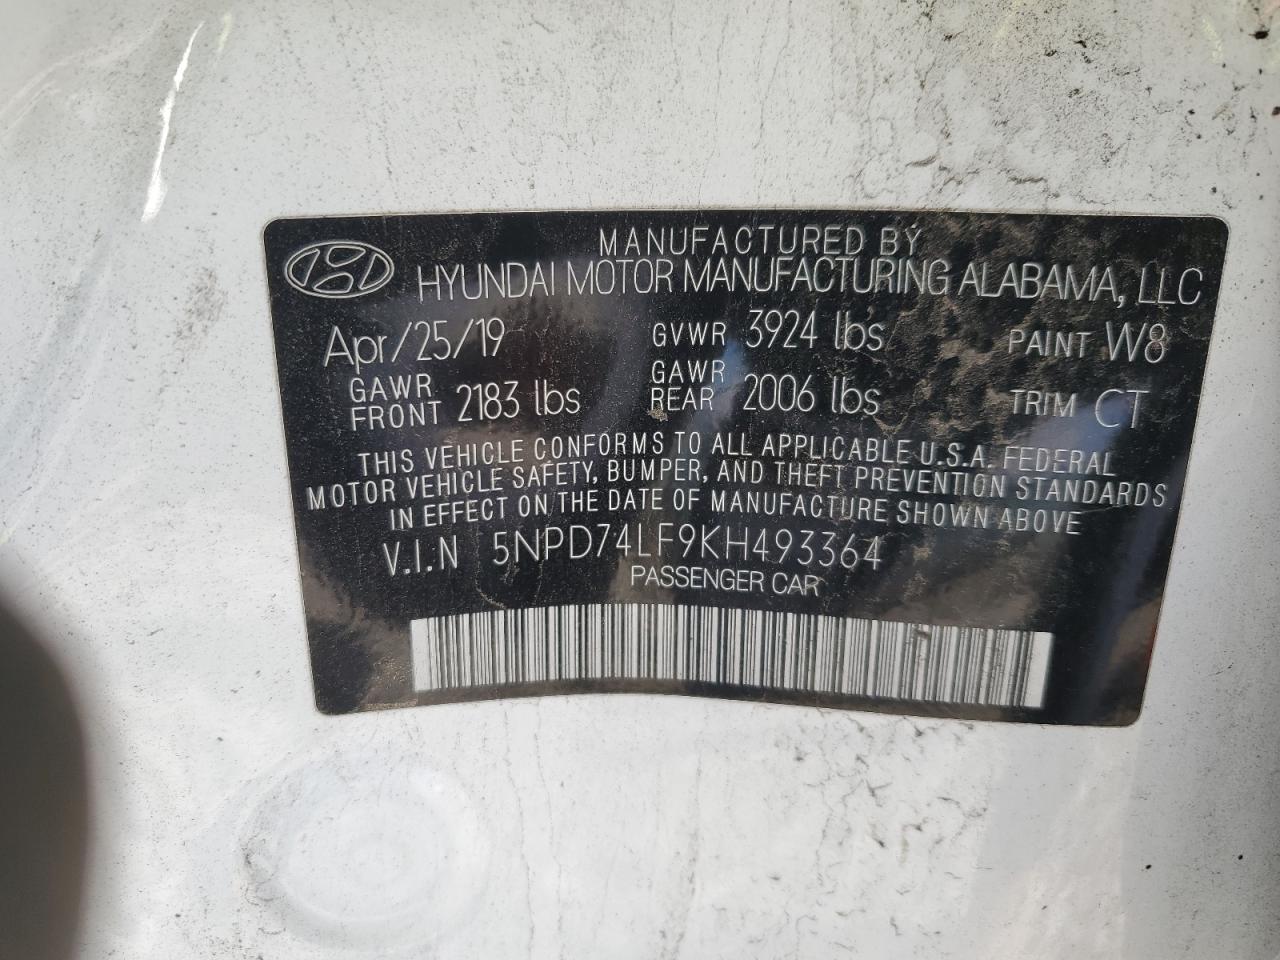 MANUFACTURED BY
HYUNDAI MOTOR MANUFACTURING ALABAMA, LLC
Apr/25/19 GVWR 3924 lbs PAINT W8
GAWR FRONT 2183 lbs GAWR REAR 2006 lbs TRIM CT
THIS VEHICLE CONFORMS TO ALL APPLICABLE U.S.A. FEDERAL
MOTOR VEHICLE SAFETY, BUMPER, AND THEFT PREVENTION STANDARDS
IN EFFECT ON THE DATE OF MANUFACTURE SHOWN ABOVE
V.I.N 5NPD74LF9KH493364
PASSENGER CAR